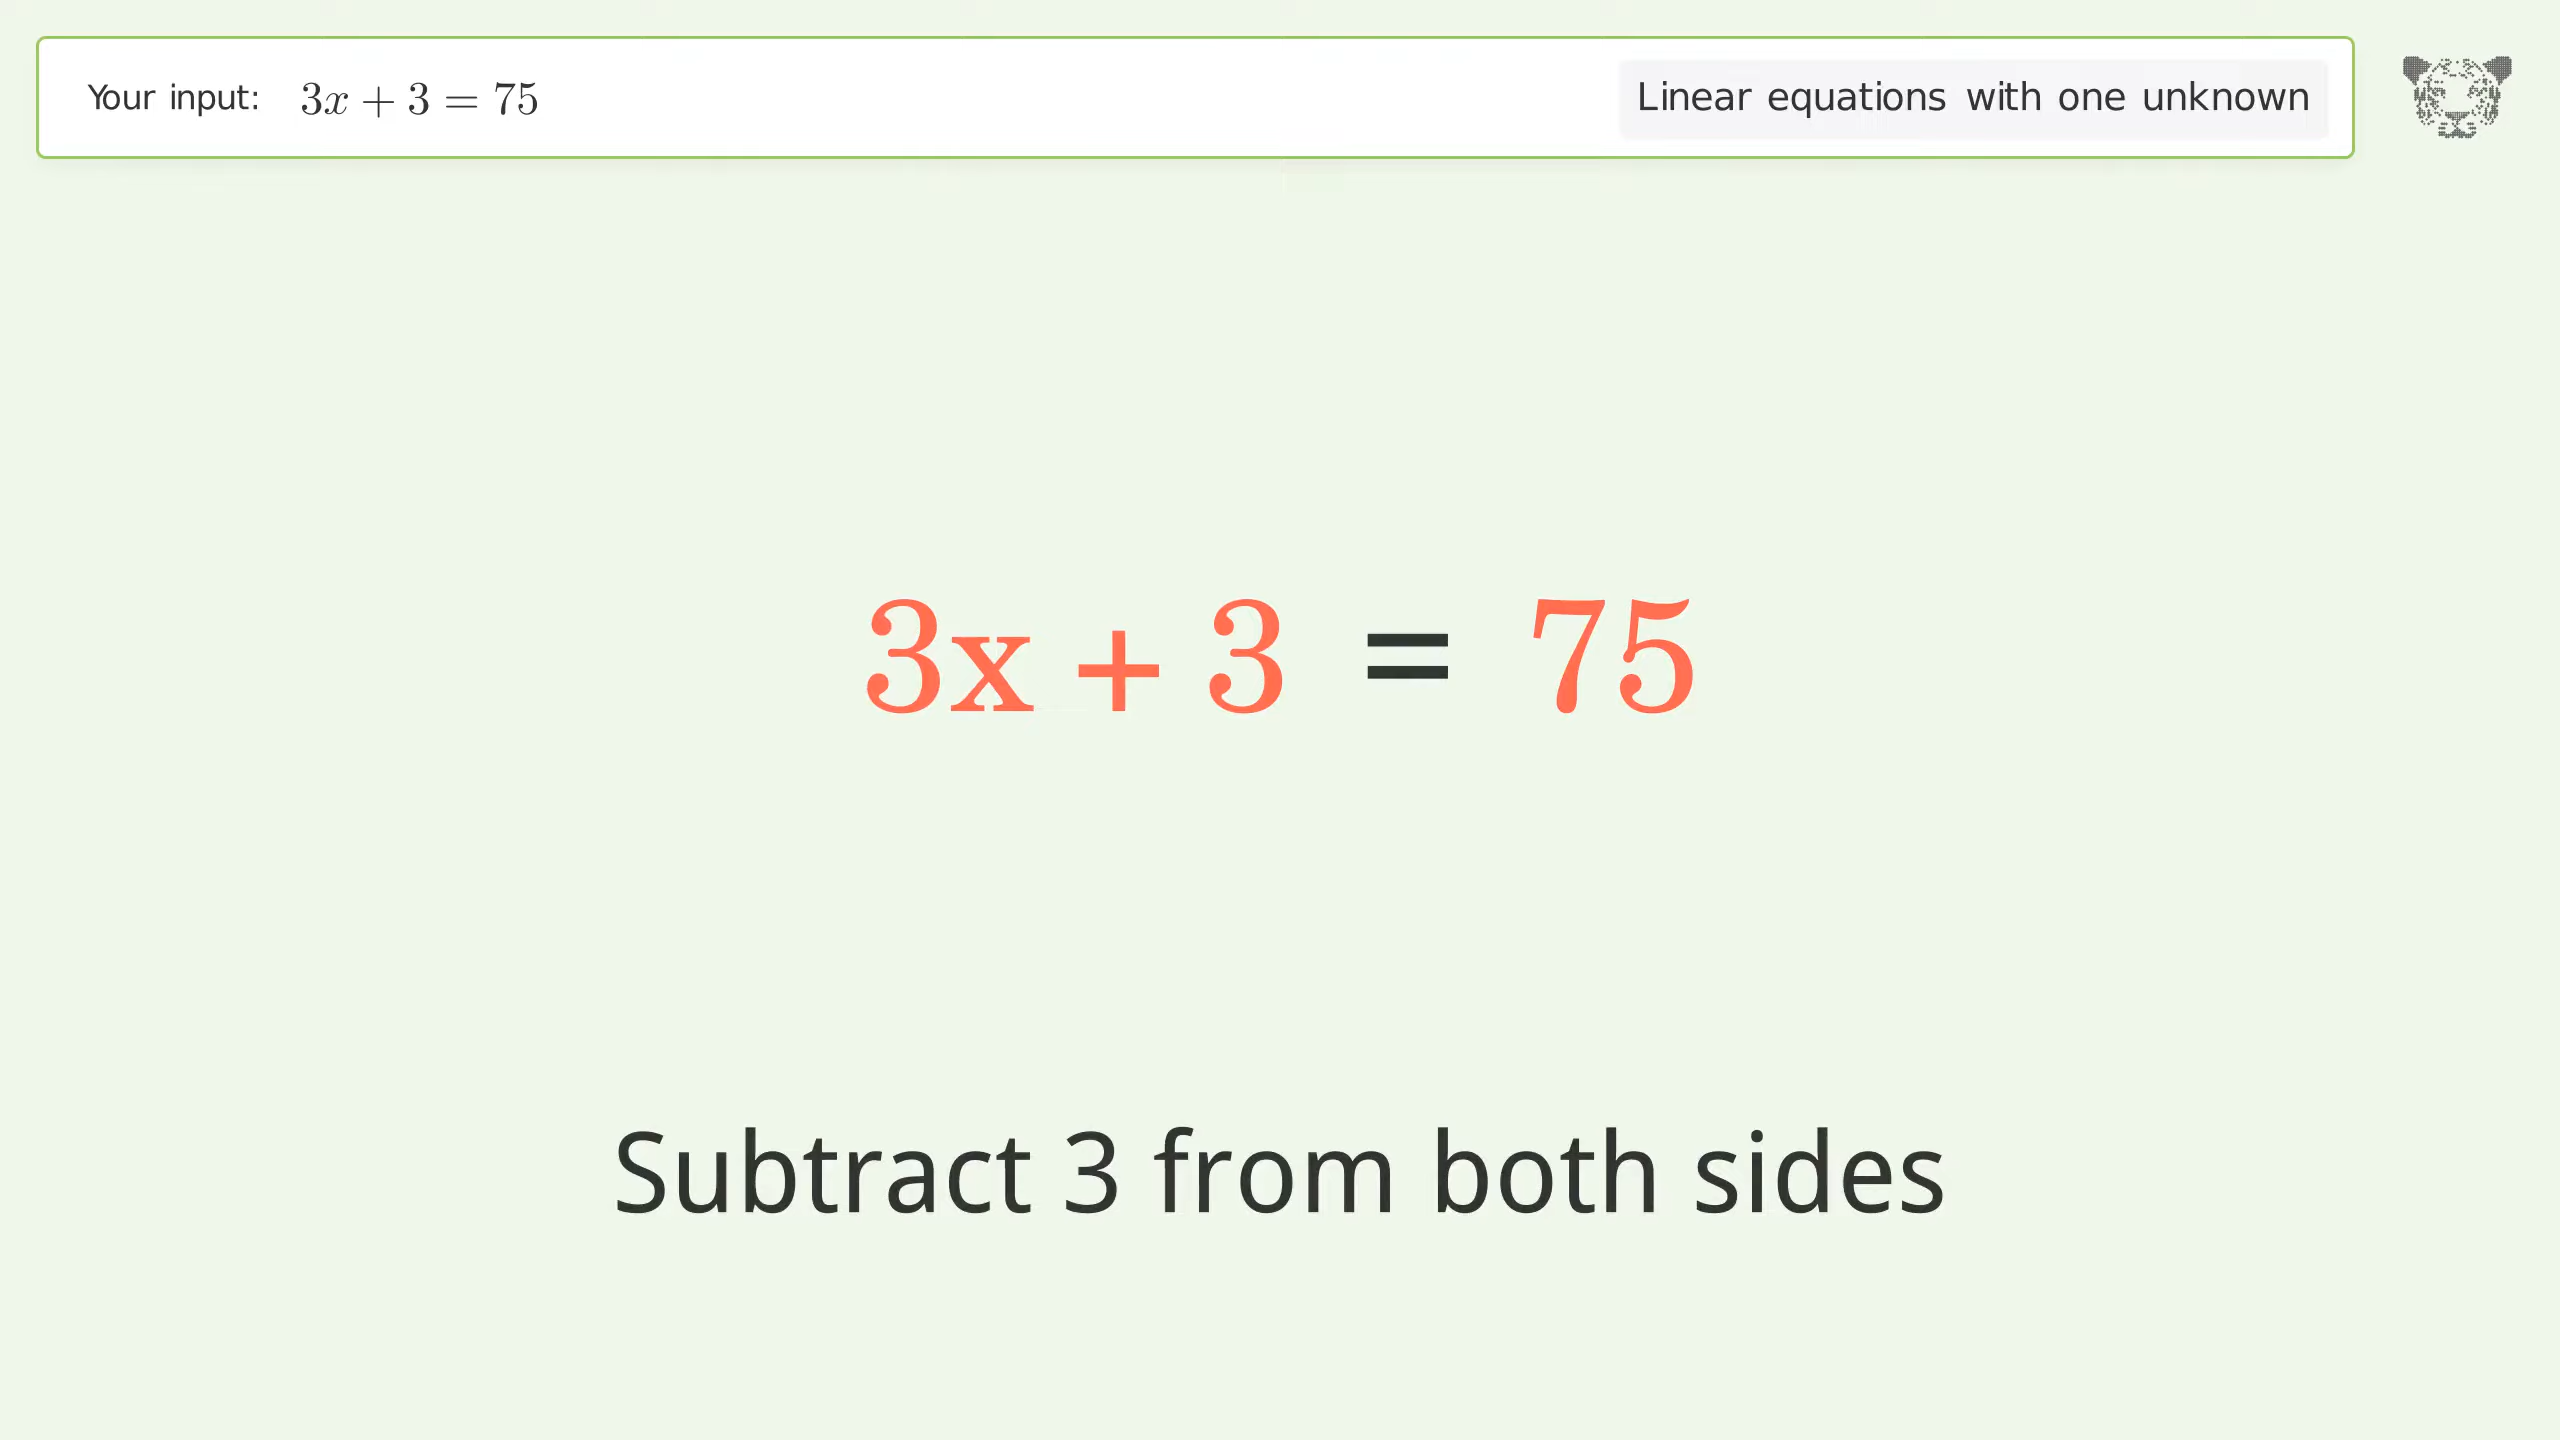 Your input: 3x + 3 = 75
Linear equations with one unknown
3x + 3 = 75
Subtract 3 from both sides